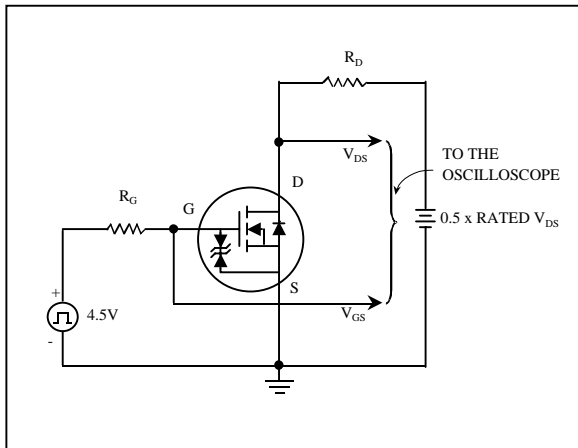 R_D
V_DS
TO THE
OSCILLOSCOPE
D
R_G
G
0.5 x RATED V_DS
S
+
4.5V
V_GS
-